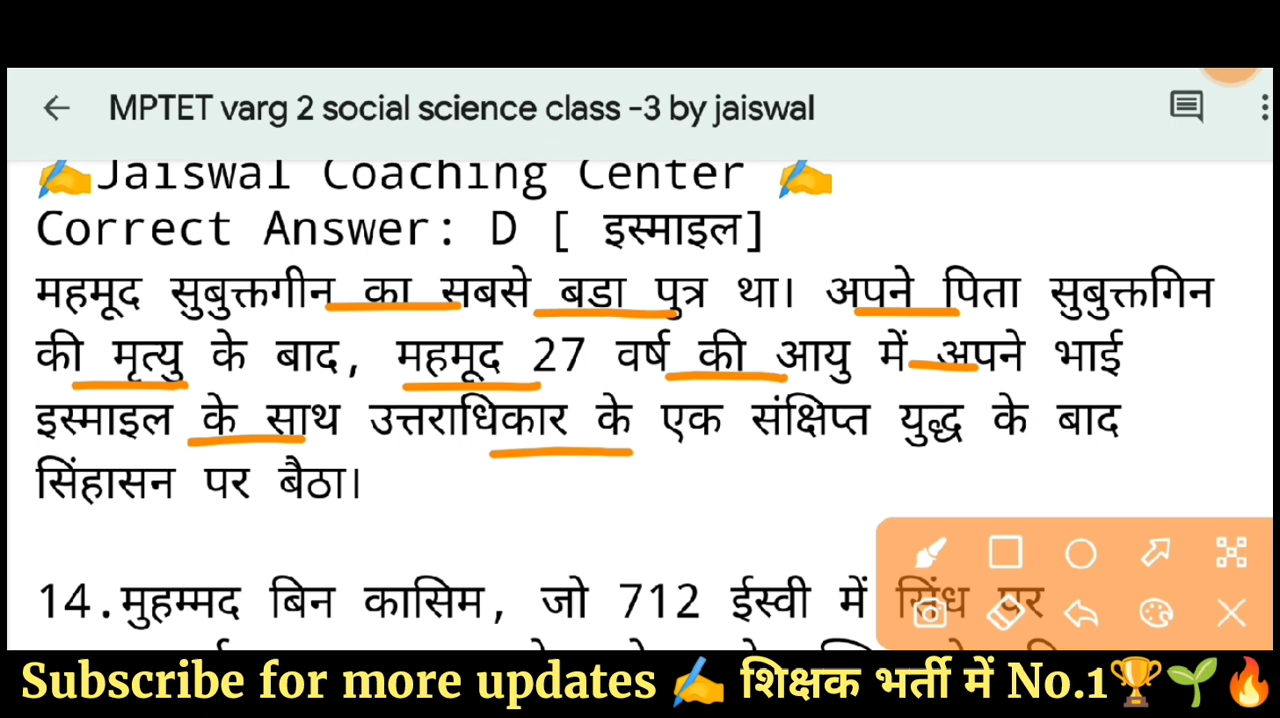 MPTET varg 2 social science class -3 by jaiswal
✍Jaiswal Coaching Center ✍
Correct Answer: D [ इस्माइल]
महमूद सुबुक्तगीन का सबसे बडा पुत्र था। अपने पिता सुबुक्तगिन
की मृत्यु के बाद, महमूद 27 वर्ष की आयु में अपने भाई
इस्माइल के साथ उत्तराधिकार के एक संक्षिप्त युद्ध के बाद
सिंहासन पर बैठा।
14.मुहम्मद बिन कासिम, जो 712 ईस्वी में सिंध पर
Subscribe for more updates ✍ शिक्षक भर्ती में No.1🏆🌱🔥